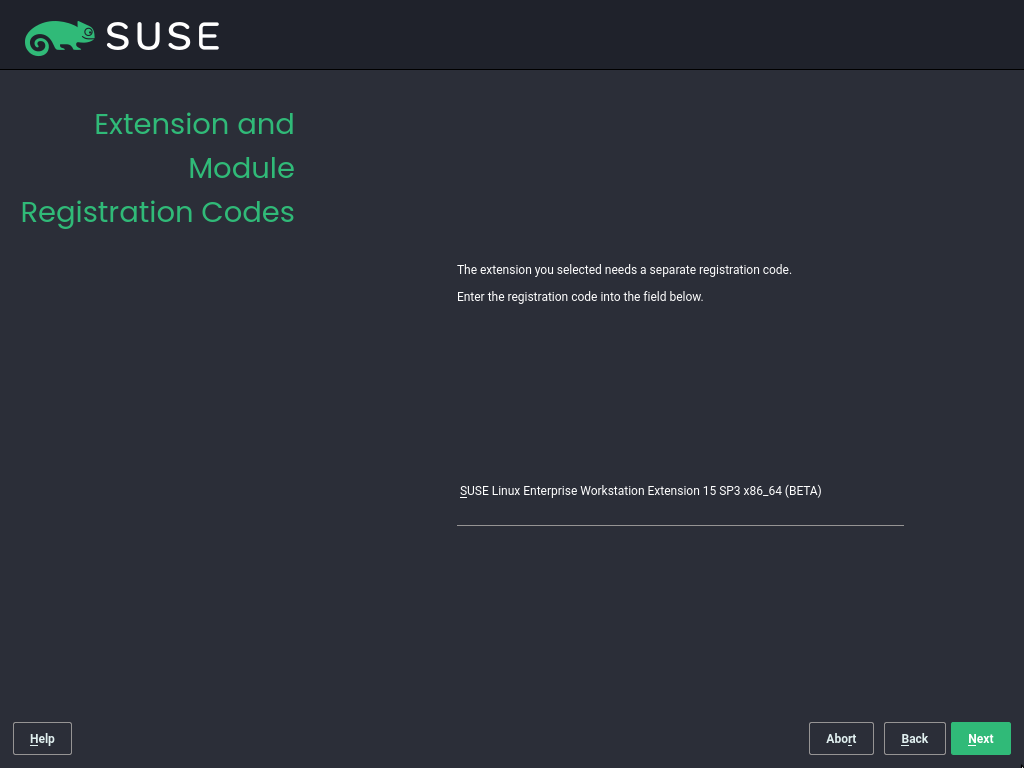 SUSE
Extension and
Module
Registration Codes
The extension you selected needs a separate registration code.
Enter the registration code into the field below.
SUSE Linux Enterprise Workstation Extension 15 SP3 x86_64 (BETA)
Help Abort Back Next